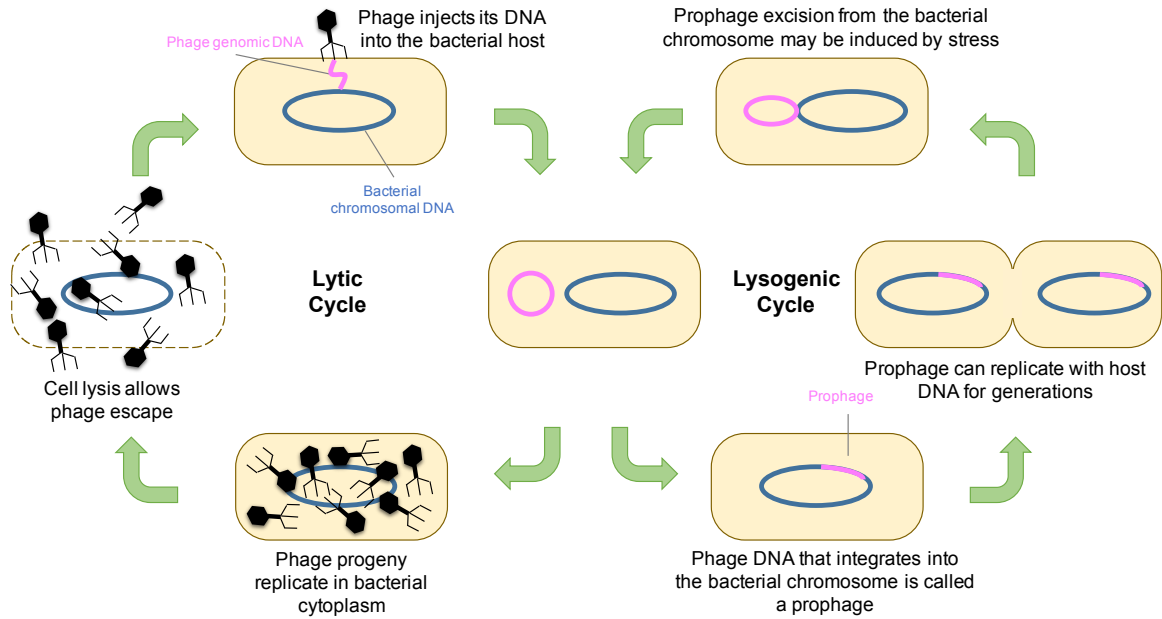 Phage injects its DNA
into the bacterial host
Phage genomic DNA
Bacterial
chromosomal DNA
Prophage excision from the bacterial
chromosome may be induced by stress
Lytic
Cycle
Lysogenic
Cycle
Cell lysis allows
phage escape
Prophage can replicate with host
DNA for generations
Prophage
Phage progeny
replicate in bacterial
cytoplasm
Phage DNA that integrates into
the bacterial chromosome is called
a prophage